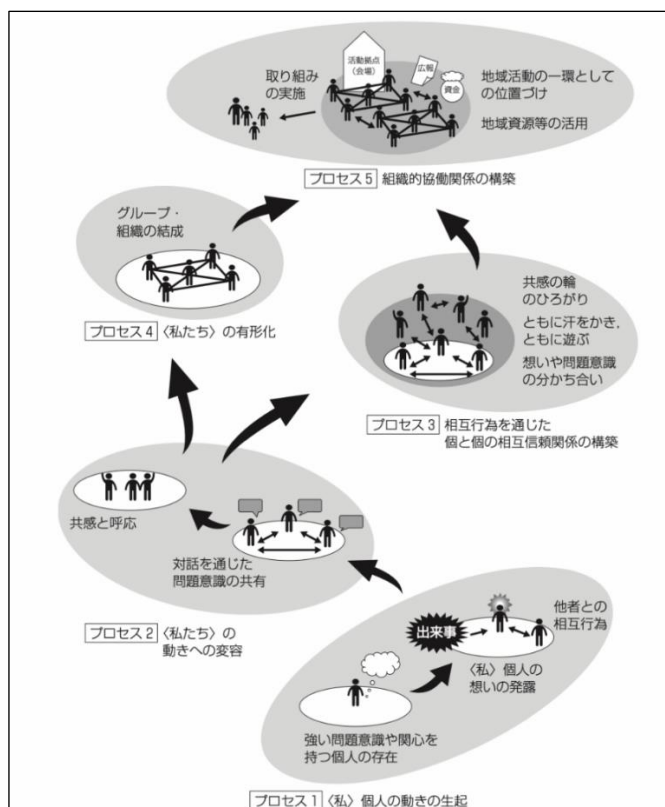 活動拠点
(会場)
広報
資金
取り組み
の実施
地域活動の一環として
の位置づけ
地域資源等の活用
プロセス5 組織的協働関係の構築
グループ・
組織の結成
プロセス4 〈私たち〉の有形化
共感の輪
のひろがり
ともに汗をかき,
ともに遊ぶ
想いや問題意識
の分かち合い
プロセス3 相互行為を通じた
個と個の相互信頼関係の構築
共感と呼応
対話を通じた
問題意識の共有
プロセス2 〈私たち〉の
動きへの変容
出来事
他者との
相互行為
〈私〉個人の
想いの発露
強い問題意識や関心を
持つ個人の存在
プロセス1 〈私〉個人の動きの生起